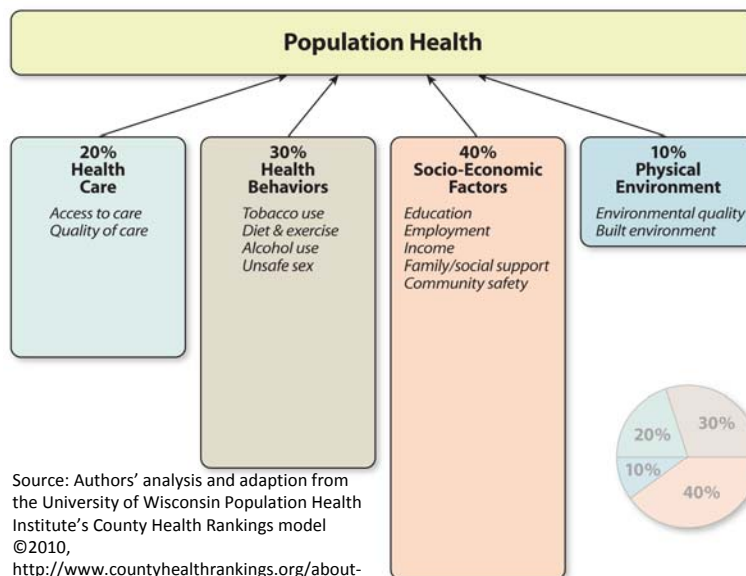 Population Health
20%
Health
Care
Access to care
Quality of care
30%
Health
Behaviors
Tobacco use
Diet & exercise
Alcohol use
Unsafe sex
40%
Socio-Economic
Factors
Education
Employment
Income
Family/social support
Community safety
10%
Physical
Environment
Environmental quality
Built environment
20%
30%
10%
40%
Source: Authors' analysis and adaption from
the University of Wisconsin Population Health
Institute's County Health Rankings model
©2010,
http://www.countyhealthrankings.org/about-